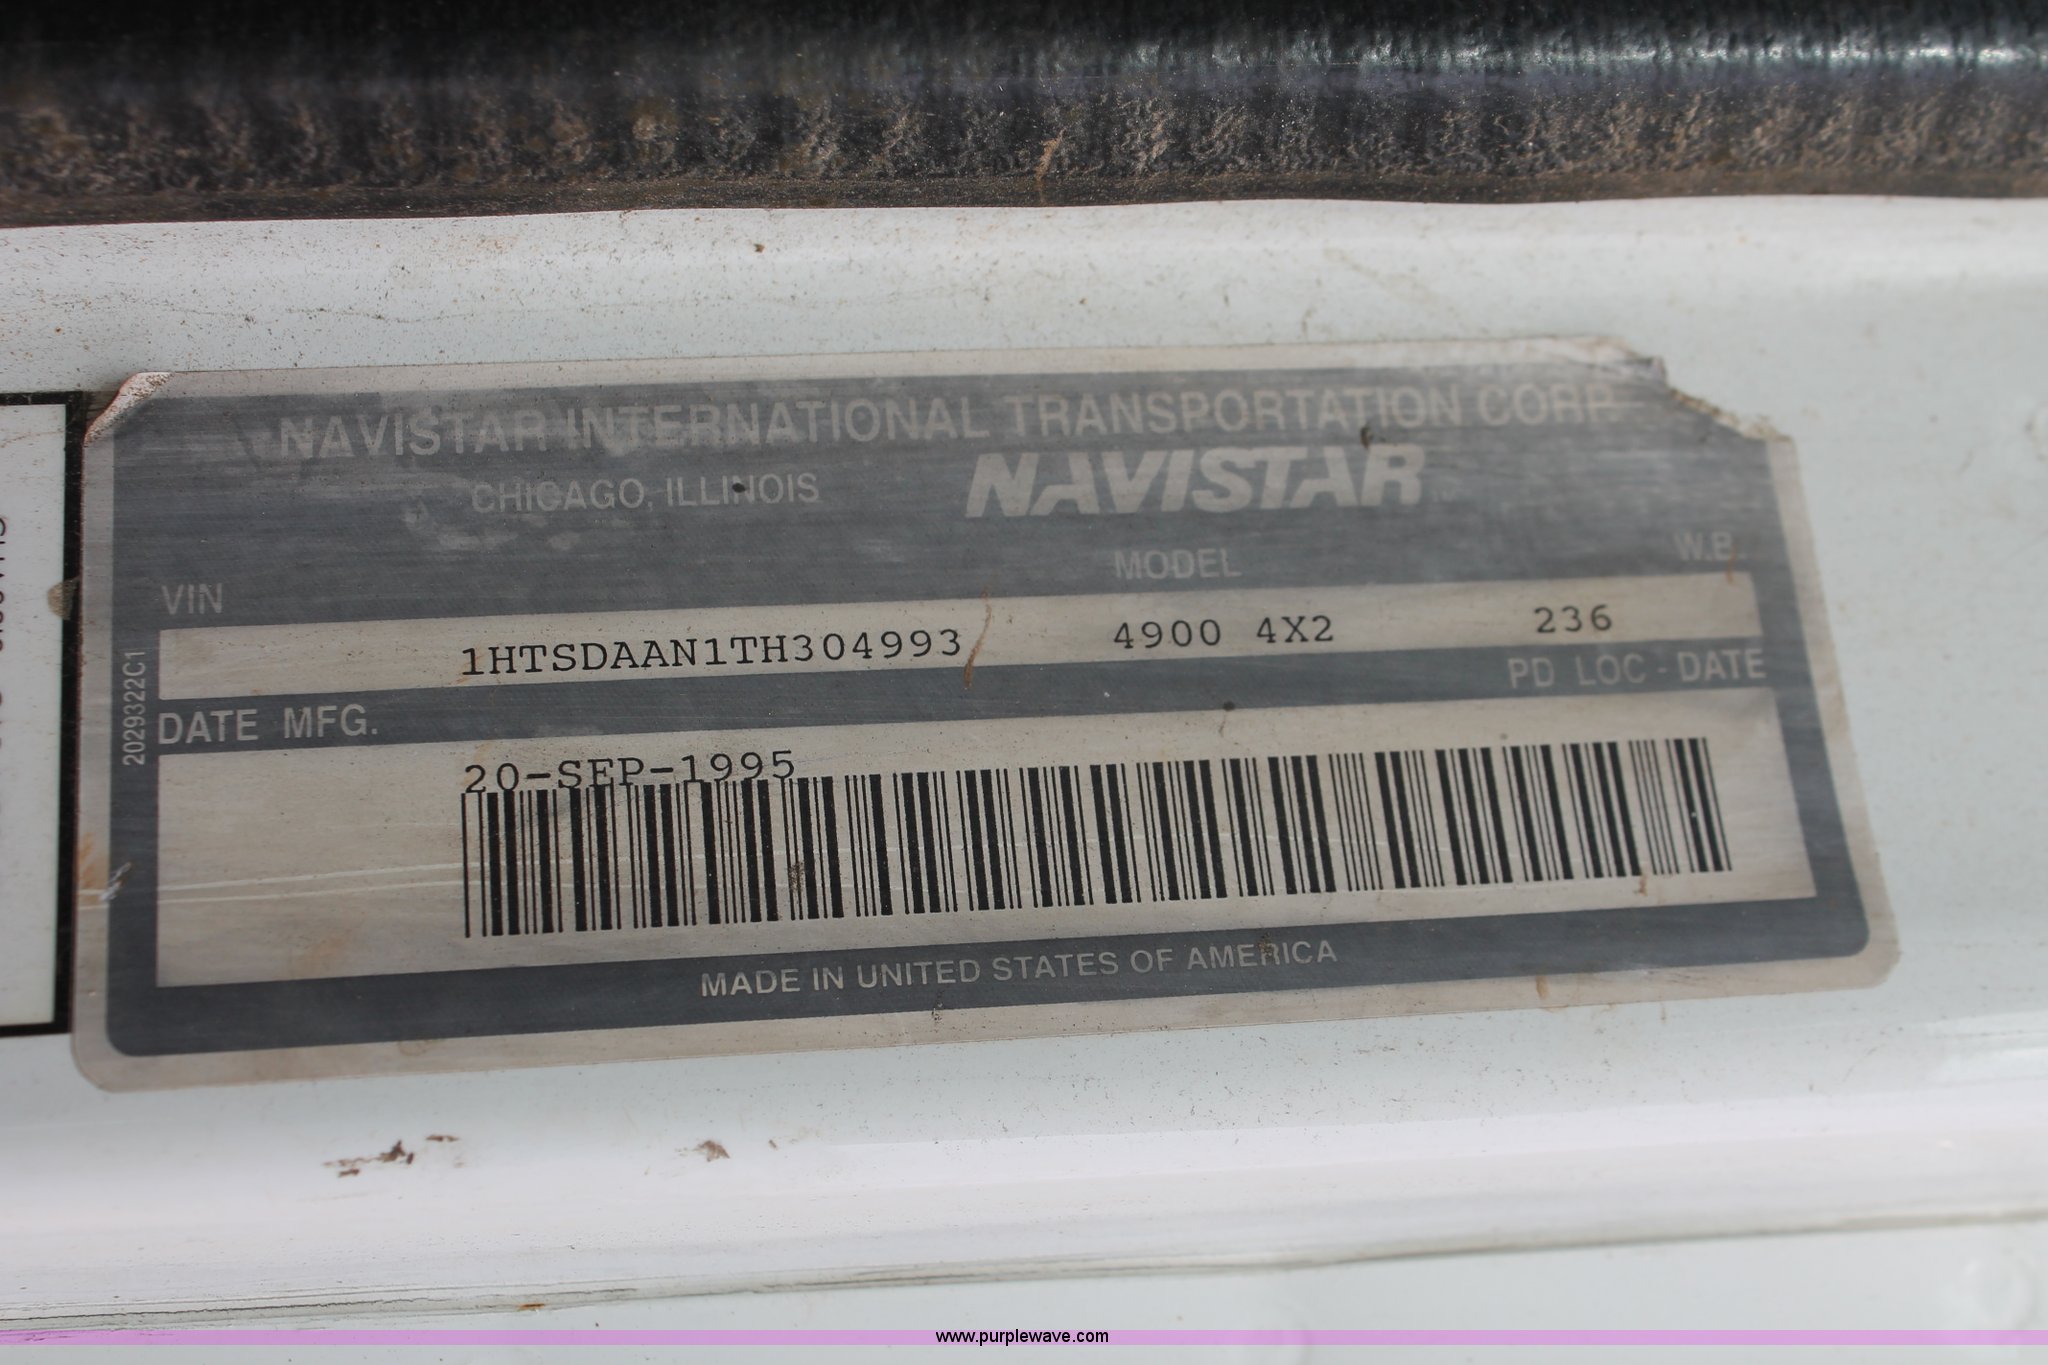 NAVISTAR INTERNATIONAL TRANSPORTATION CORP
CHICAGO, ILLINOIS NAVISTAR
VIN MODEL W.B.
1HTSDAAN1TH304993 4900 4X2 236
DATE MFG. PD LOC - DATE
20-SEP-1995
MADE IN UNITED STATES OF AMERICA
2029322C1
www.purplewave.com